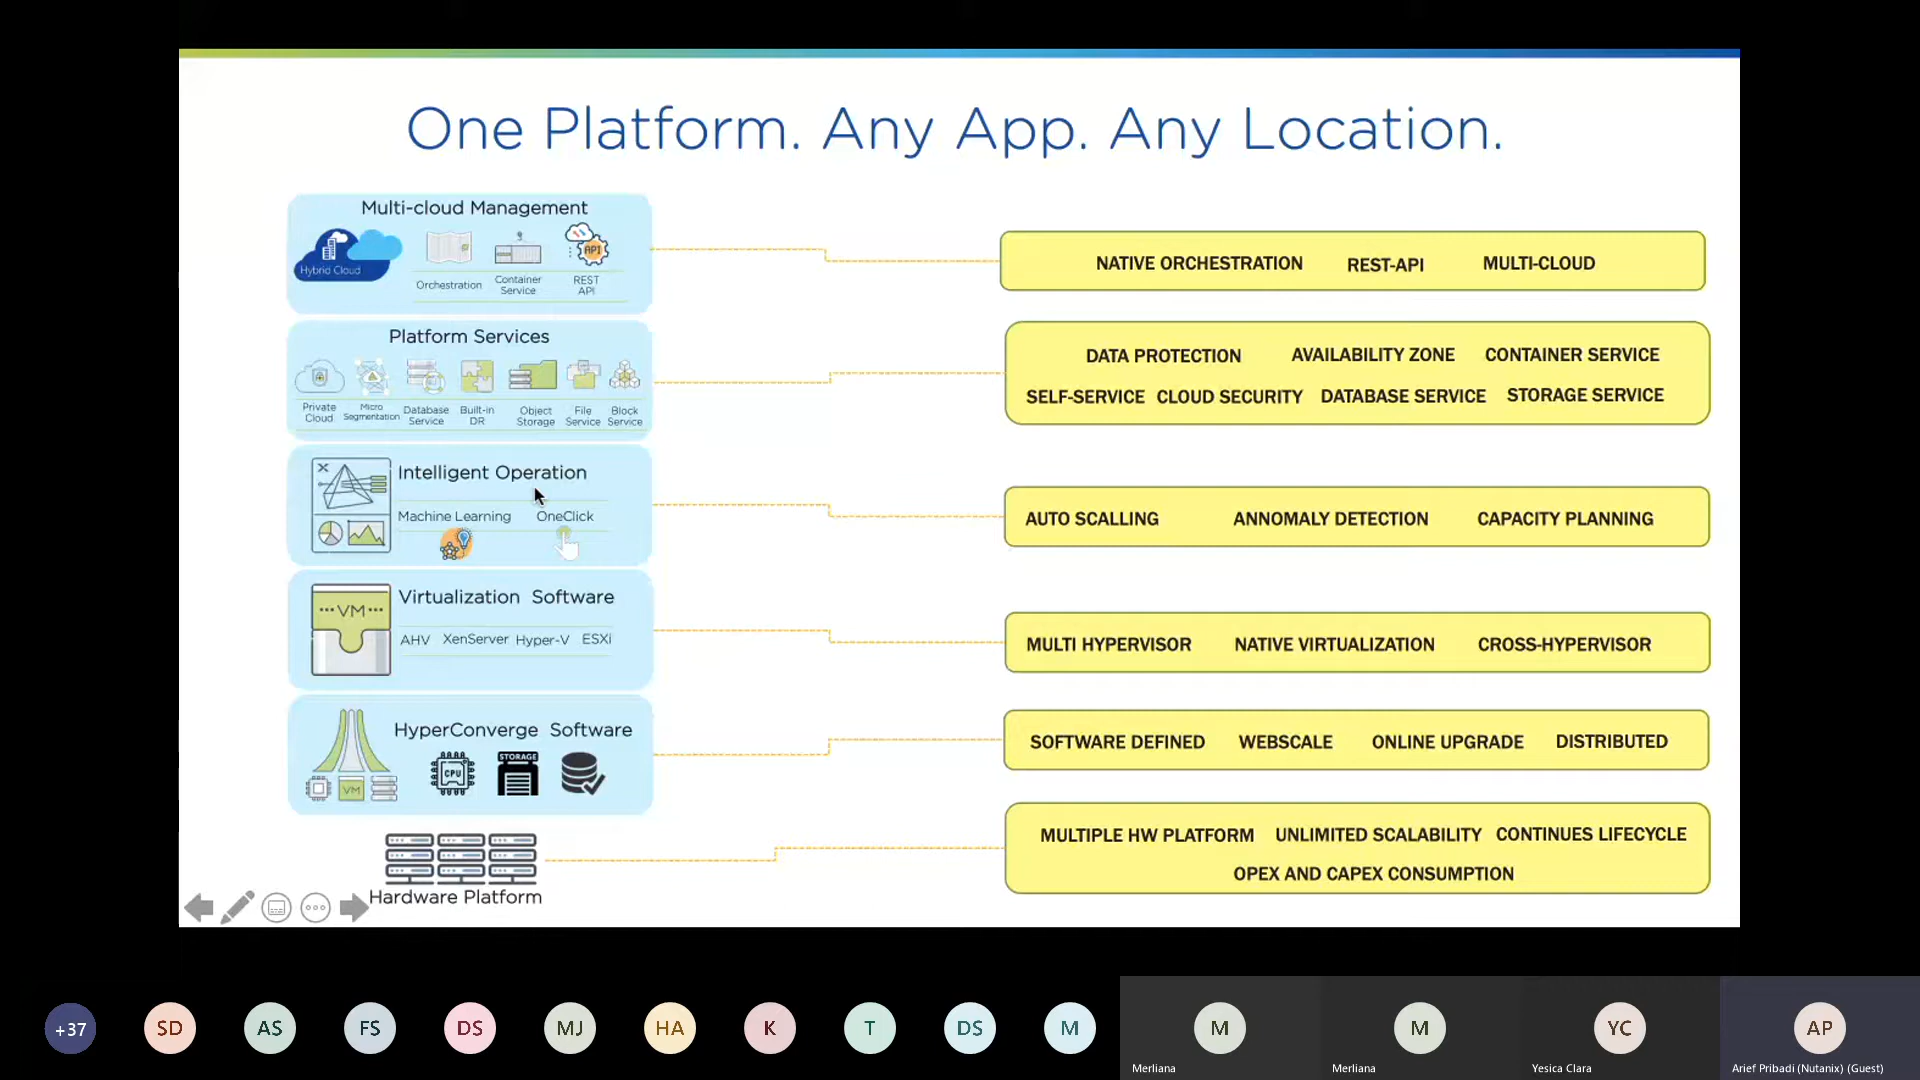 One Platform. Any App. Any Location.
Multi-cloud Management
Hybrid Cloud
API
Orchestration
Container
Service
REST
API
NATIVE ORCHESTRATION REST-API MULTI-CLOUD
Platform Services
Private
Cloud
Micro
Segmentation
Database
Service
Built-in
DR
Object
Storage
File
Service
Block
Service
DATA PROTECTION AVAILABILITY ZONE CONTAINER SERVICE
SELF-SERVICE CLOUD SECURITY DATABASE SERVICE STORAGE SERVICE
Intelligent Operation
Machine Learning OneClick
AUTO SCALLING ANNOMALY DETECTION CAPACITY PLANNING
Virtualization Software
VM
AHV XenServer Hyper-V ESXi
MULTI HYPERVISOR NATIVE VIRTUALIZATION CROSS-HYPERVISOR
HyperConverge Software
VM
CPU
STORAGE
SOFTWARE DEFINED WEBSCALE ONLINE UPGRADE DISTRIBUTED
Hardware Platform
MULTIPLE HW PLATFORM UNLIMITED SCALABILITY CONTINUES LIFECYCLE
OPEX AND CAPEX CONSUMPTION
+37 SD AS FS DS MJ HA K T DS M M M YC AP
Merliana Merliana Yesica Clara Arief Pribadi (Nutanix) (Guest)